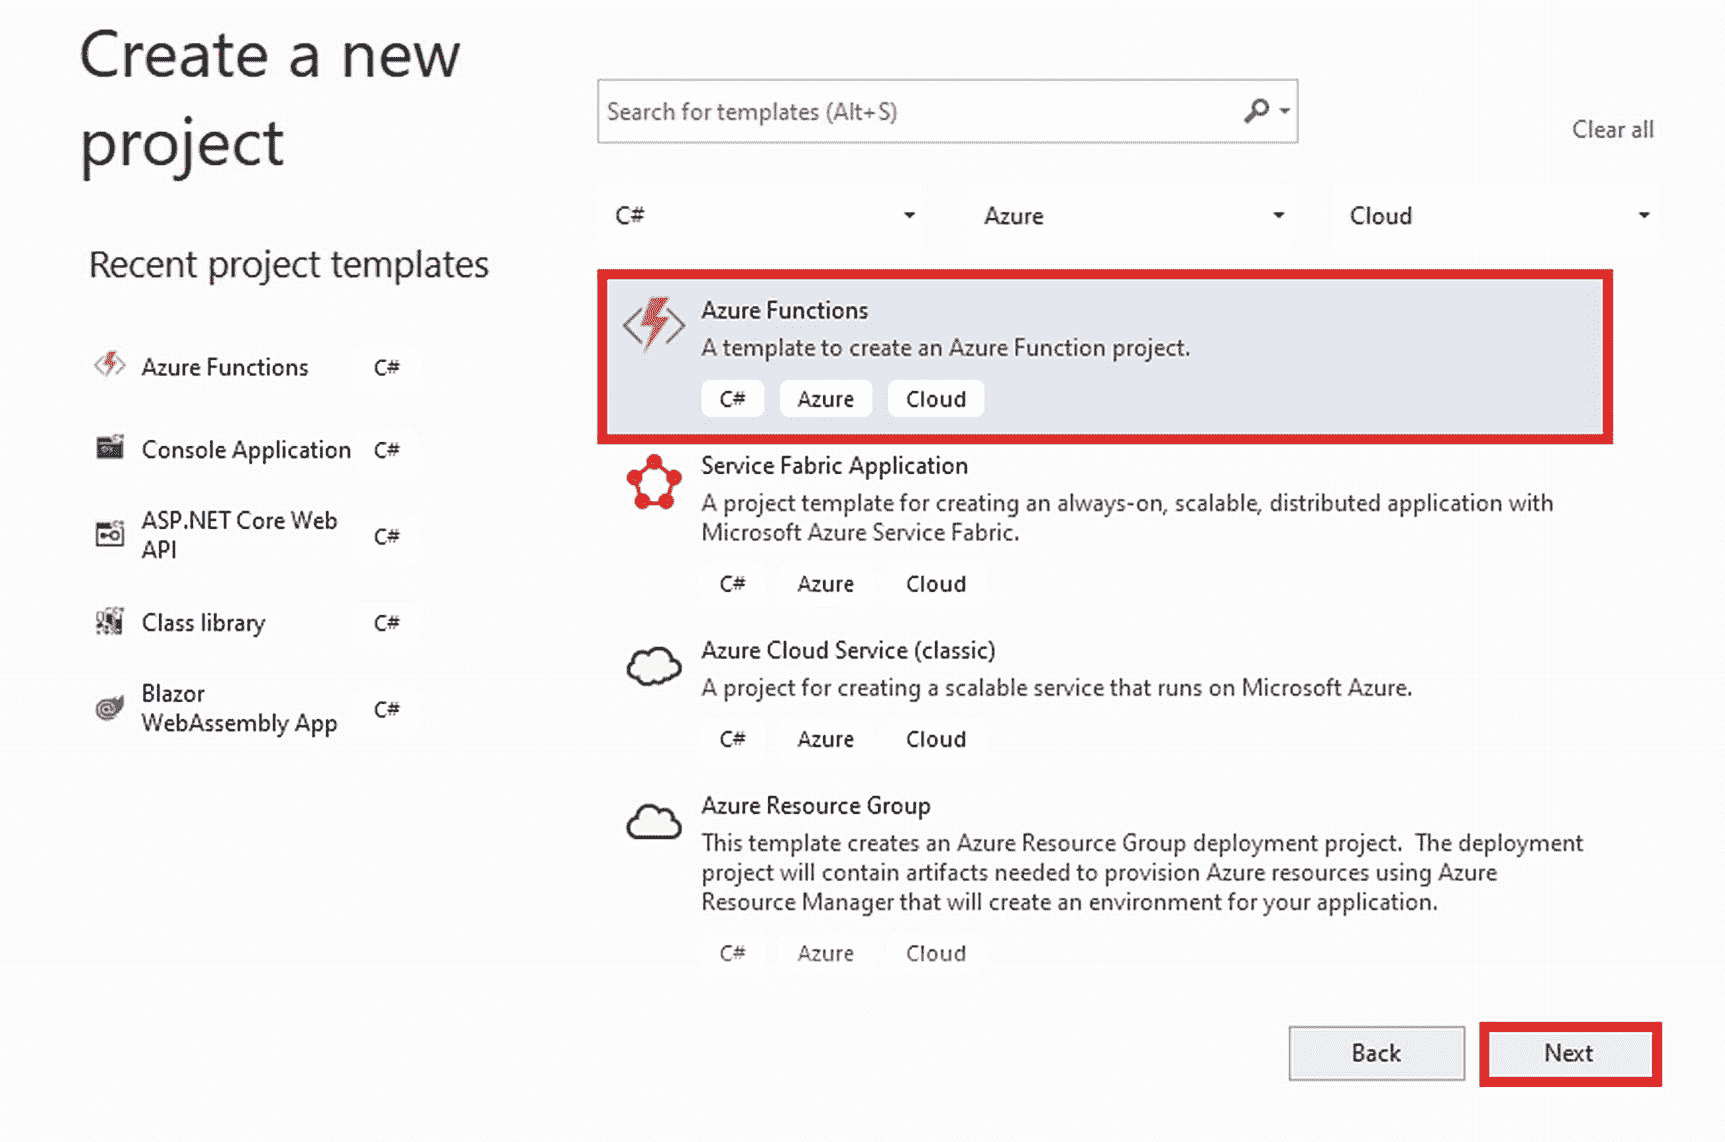 Create a new
project
Search for templates (Alt+S)
Clear all
C#
Azure
Cloud
Recent project templates
Azure Functions C#
Console Application C#
ASP.NET Core Web
API
C#
Class library C#
Blazor
WebAssembly App
C#
Azure Functions
A template to create an Azure Function project.
C# Azure Cloud
Service Fabric Application
A project template for creating an always-on, scalable, distributed application with
Microsoft Azure Service Fabric.
C# Azure Cloud
Azure Cloud Service (classic)
A project for creating a scalable service that runs on Microsoft Azure.
C# Azure Cloud
Azure Resource Group
This template creates an Azure Resource Group deployment project. The deployment
project will contain artifacts needed to provision Azure resources using Azure
Resource Manager that will create an environment for your application.
C# Azure Cloud
Back
Next